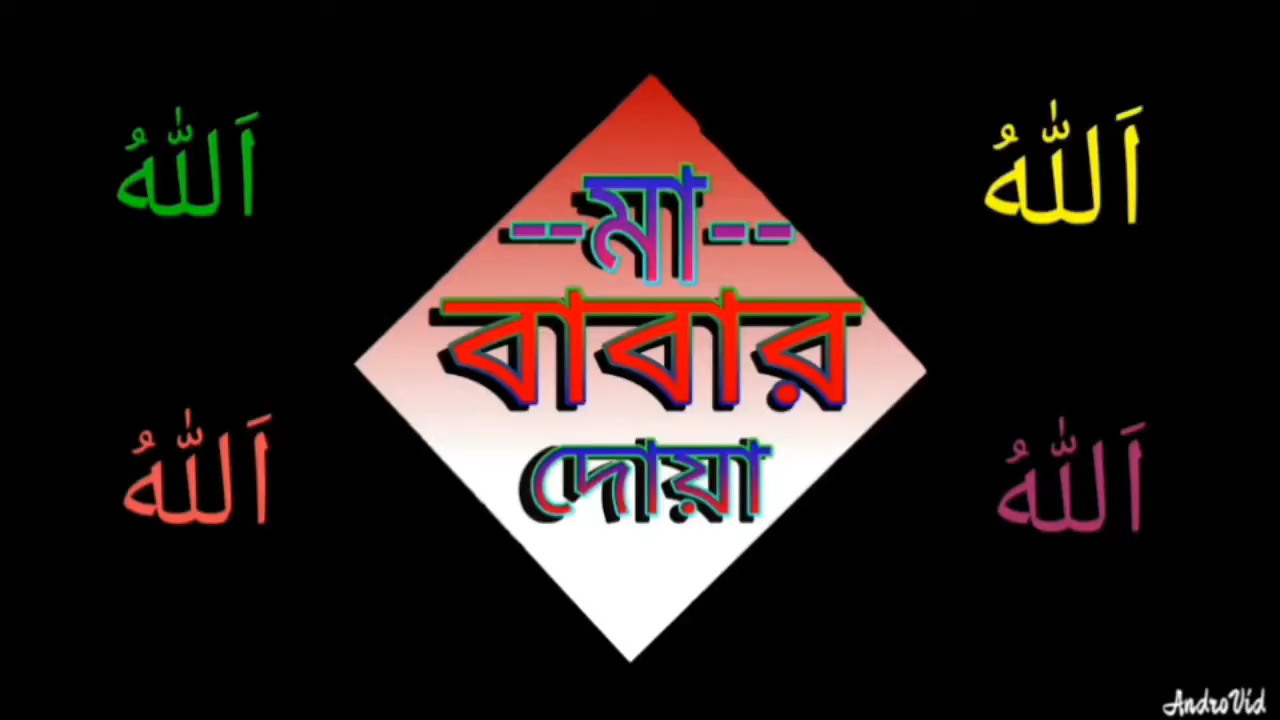 اَللّٰهُ
اَللّٰهُ
--মা--
বাবার
দোয়া
اَللّٰهُ
اَللّٰهُ
AndroVid